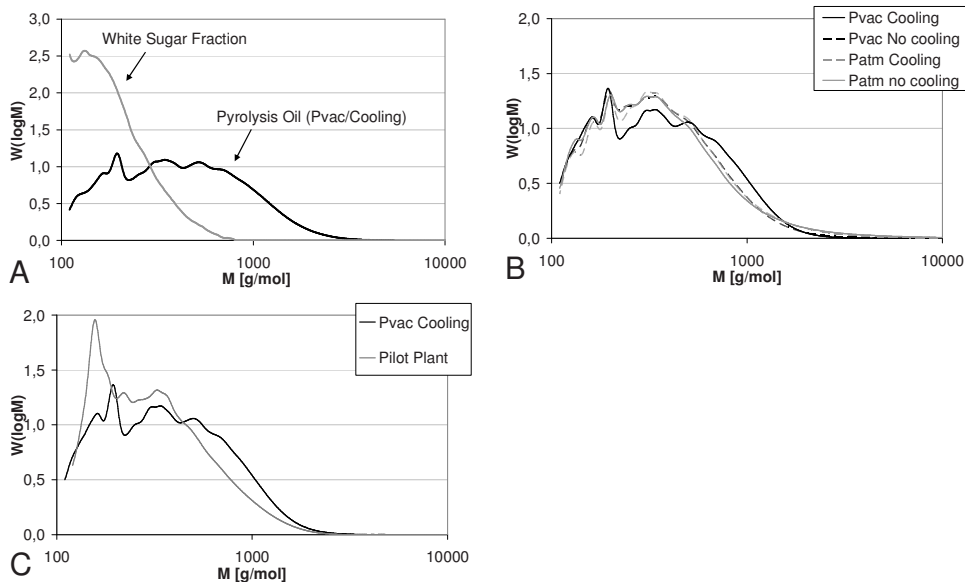 3,0
2,5
2,0
1,5
1,0
0,5
0,0
W(logM)
White Sugar Fraction
Pyrolysis Oil (Pvac/Cooling)
100
1000
10000
M [g/mol]
A
2,0
1,5
1,0
0,5
0,0
W(logM)
Pvac Cooling
Pvac No cooling
Patm Cooling
Patm no cooling
100
1000
10000
M [g/mol]
B
2,0
1,5
1,0
0,5
0,0
W(logM)
Pvac Cooling
Pilot Plant
100
1000
10000
M [g/mol]
C